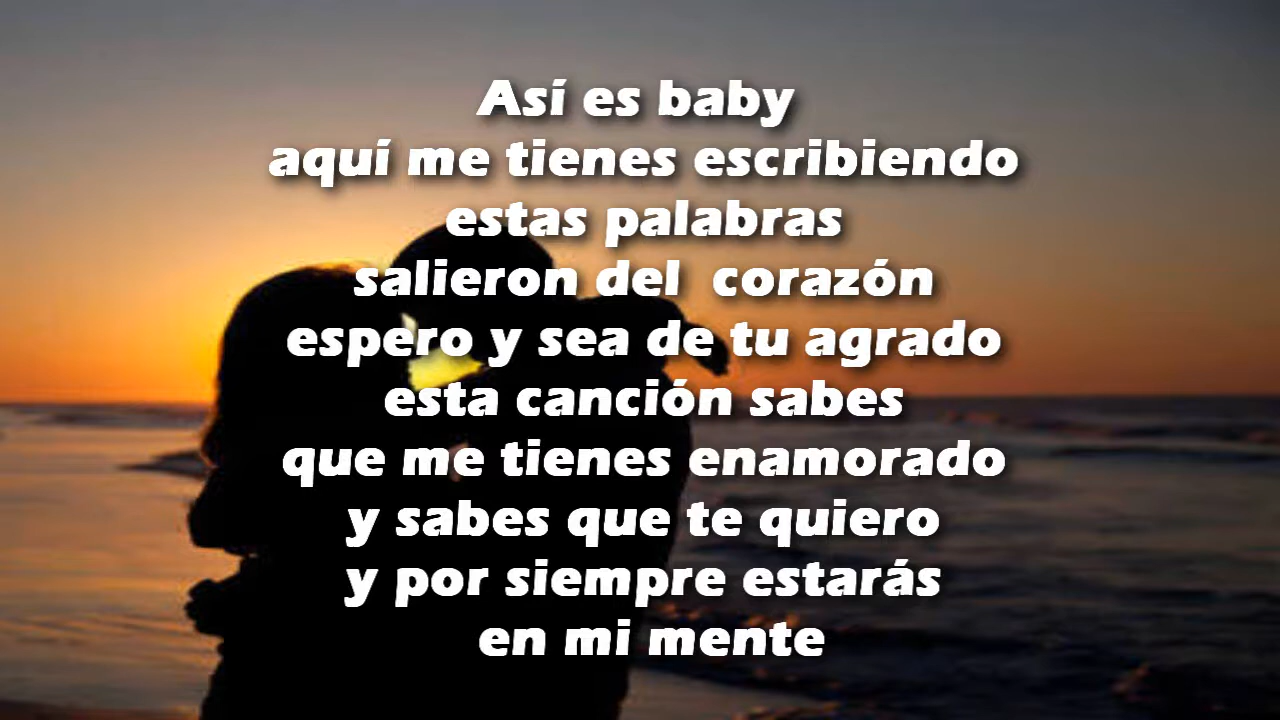 Así es baby
aquí me tienes escribiendo
estas palabras
salieron del  corazón
espero y sea de tu agrado
esta canción sabes
que me tienes enamorado
y sabes que te quiero
y por siempre estarás
en mi mente